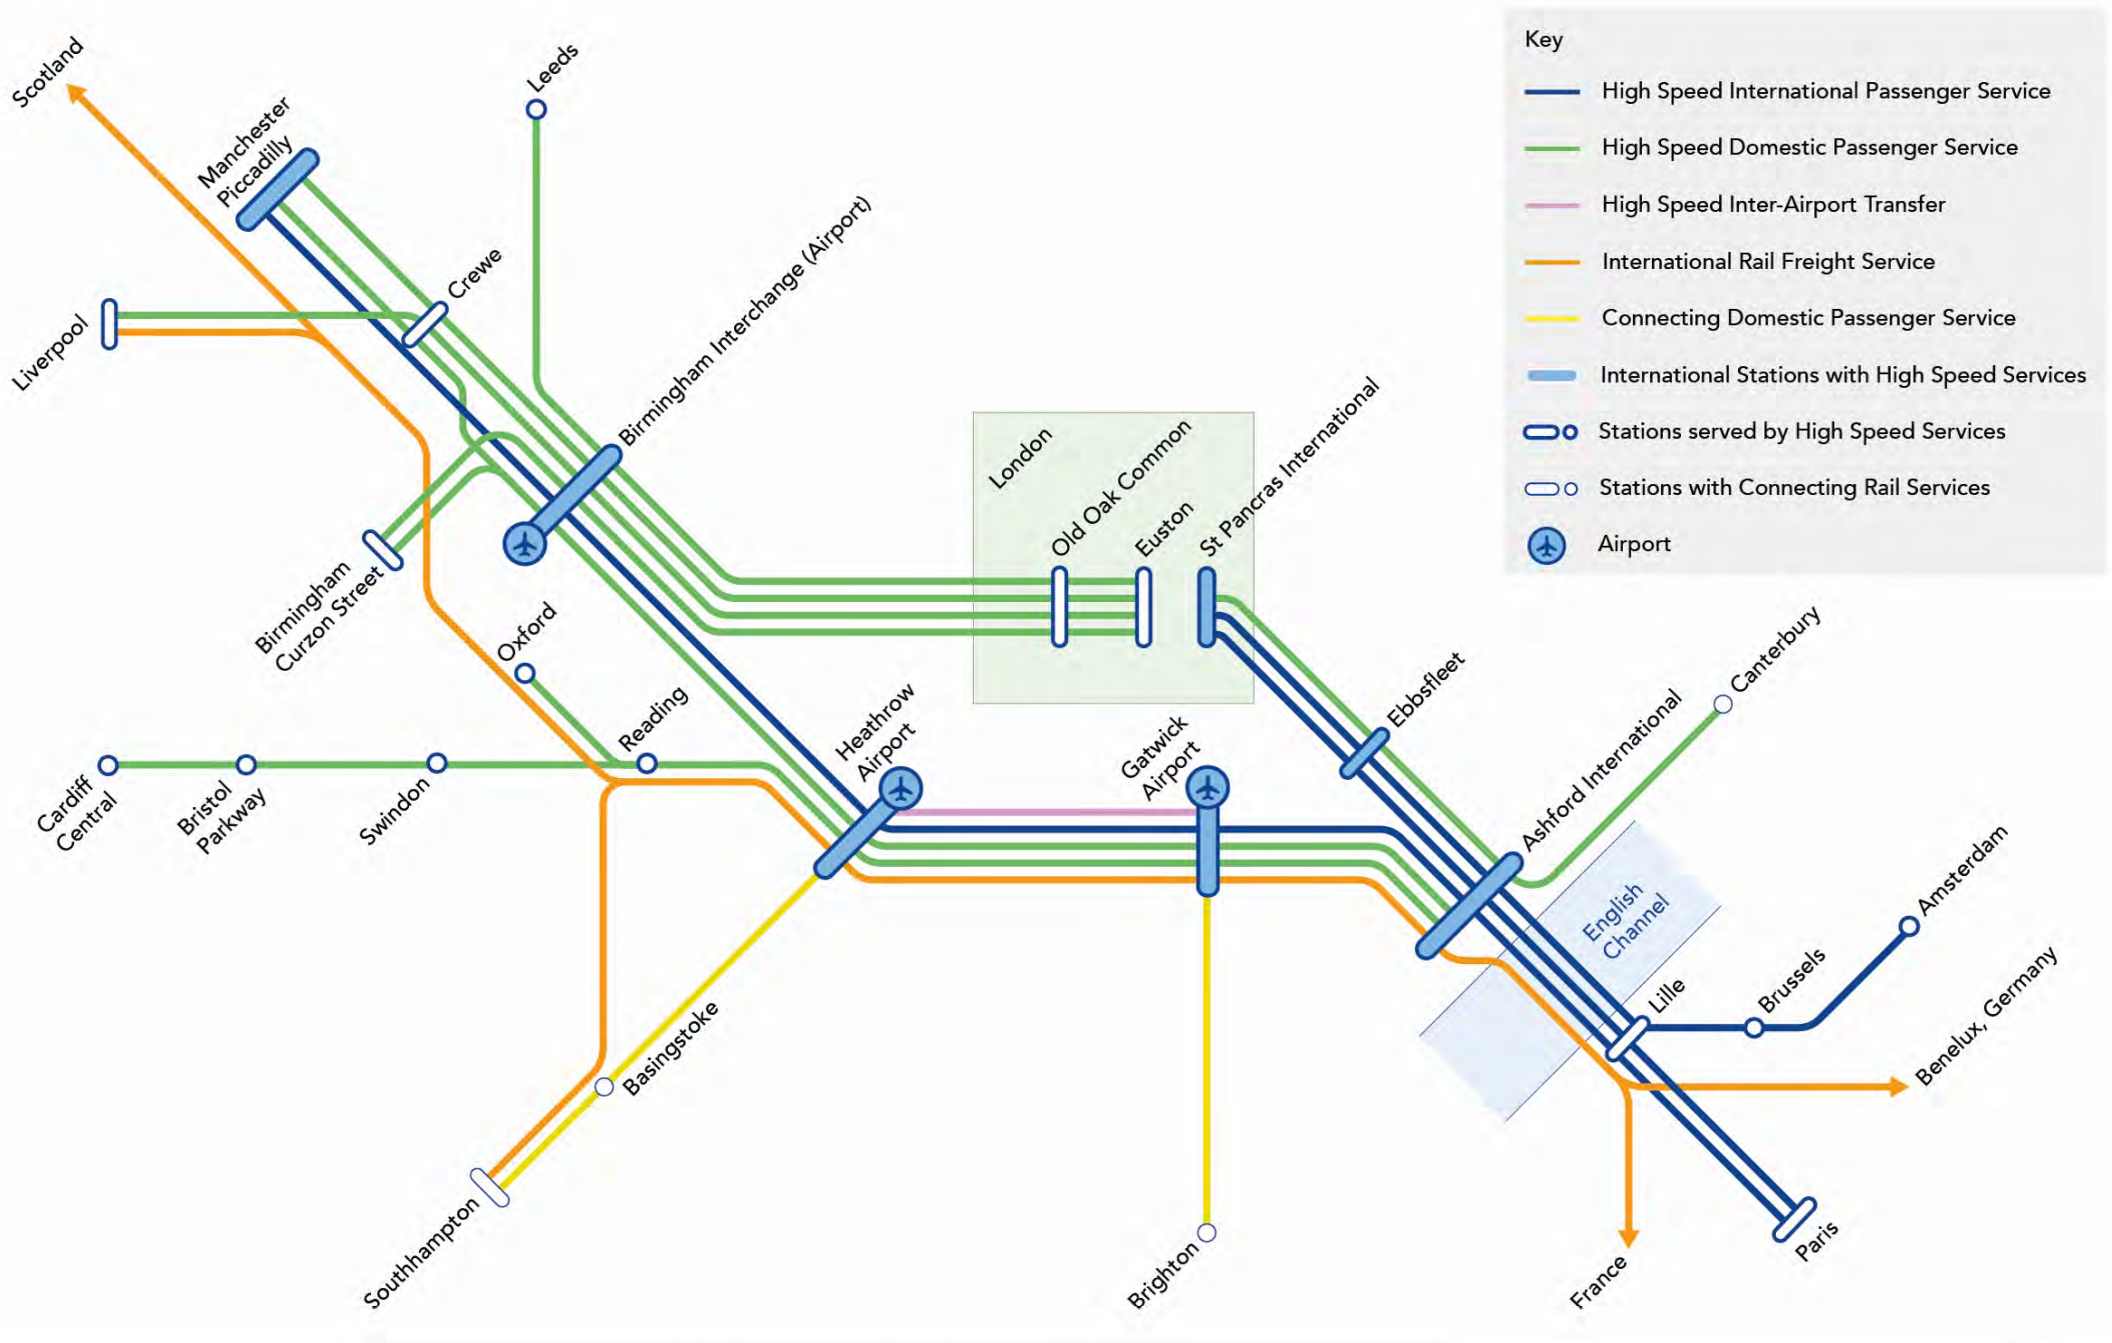 Scotland
Manchester
Piccadilly
Leeds
Crewe
Liverpool
Birmingham Interchange (Airport)
Birmingham
Curzon Street
Oxford
Reading
Cardiff
Central
Bristol
Parkway
Swindon
Heathrow
Airport
Gatwick
Airport
London
Old Oak Common
Euston
St Pancras International
Ebbsfleet
Ashford International
Canterbury
English
Channel
Lille
Brussels
Amsterdam
Benelux, Germany
Paris
France
Basingstoke
Southhampton
Brighton
Key
High Speed International Passenger Service
High Speed Domestic Passenger Service
High Speed Inter-Airport Transfer
International Rail Freight Service
Connecting Domestic Passenger Service
International Stations with High Speed Services
Stations served by High Speed Services
Stations with Connecting Rail Services
Airport